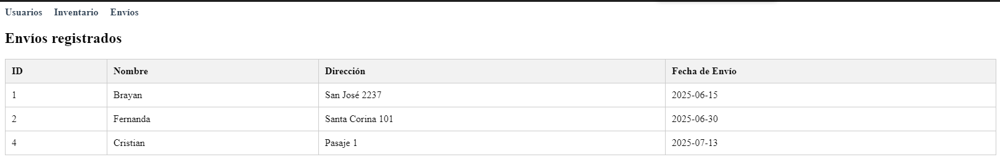 Usuarios Inventario Envíos
Envíos registrados
ID Nombre Dirección Fecha de Envío
1 Brayan San José 2237 2025-06-15
2 Fernanda Santa Corina 101 2025-06-30
4 Cristian Pasaje 1 2025-07-13